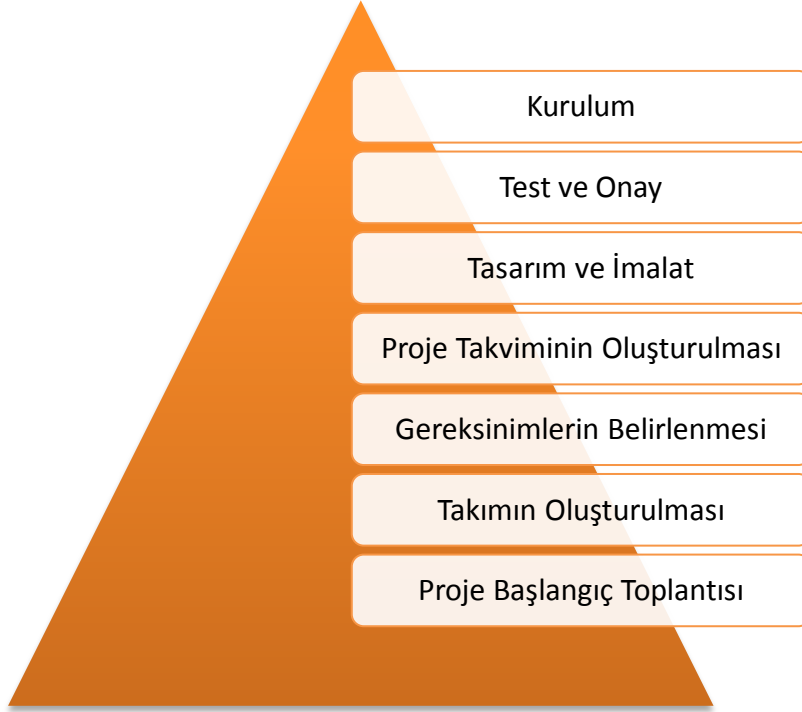 Kurulum
Test ve Onay
Tasarım ve İmalat
Proje Takviminin Oluşturulması
Gereksinimlerin Belirlenmesi
Takımın Oluşturulması
Proje Başlangıç Toplantısı